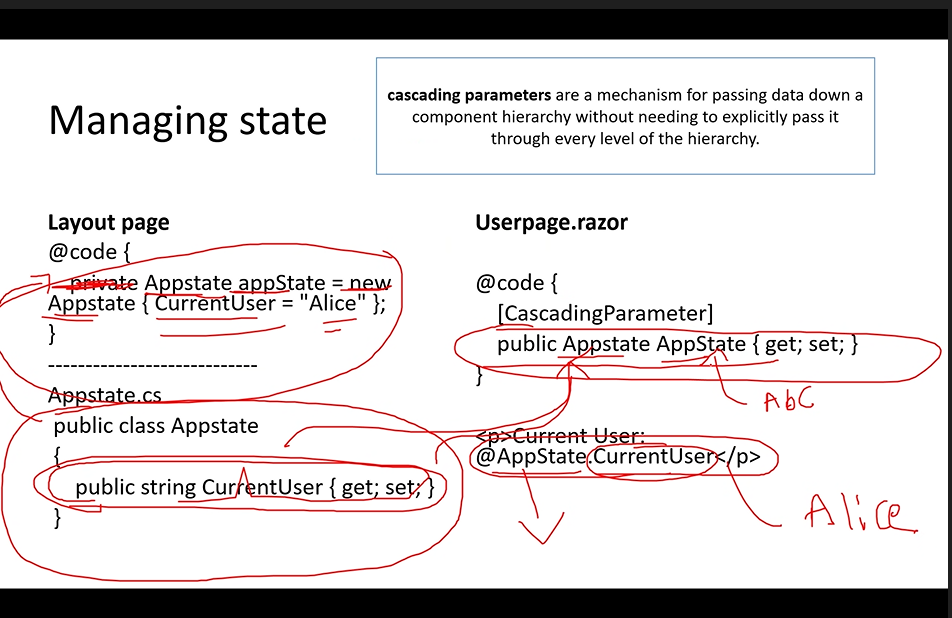 Managing state
cascading parameters are a mechanism for passing data down a
component hierarchy without needing to explicitly pass it
through every level of the hierarchy.
Layout page
@code {
private Appstate appState = new
Appstate { CurrentUser = "Alice" };
}
-----------------------------
Appstate.cs
public class Appstate
{
public string CurrentUser { get; set; }
}
Userpage.razor
@code {
[CascadingParameter]
public Appstate AppState { get; set; }
}
AbC
<p>Current User:
@AppState.CurrentUser</p>
Alice